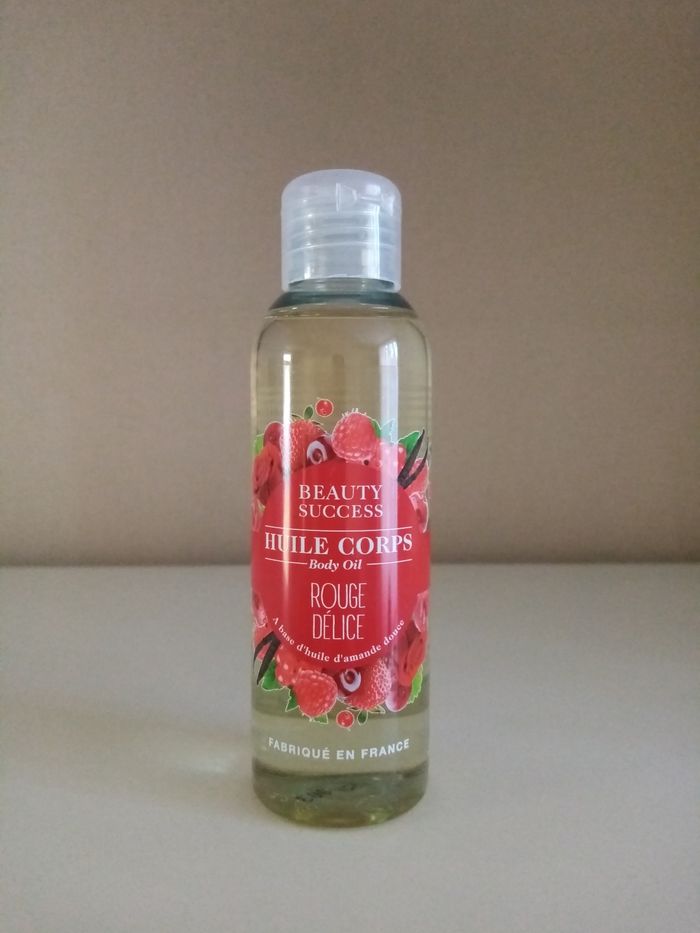 BEAUTY
SUCCESS
HUILE CORPS
Body Oil
ROUGE
DÉLICE
A base d'huile d'amande douce
FABRIQUÉ EN FRANCE